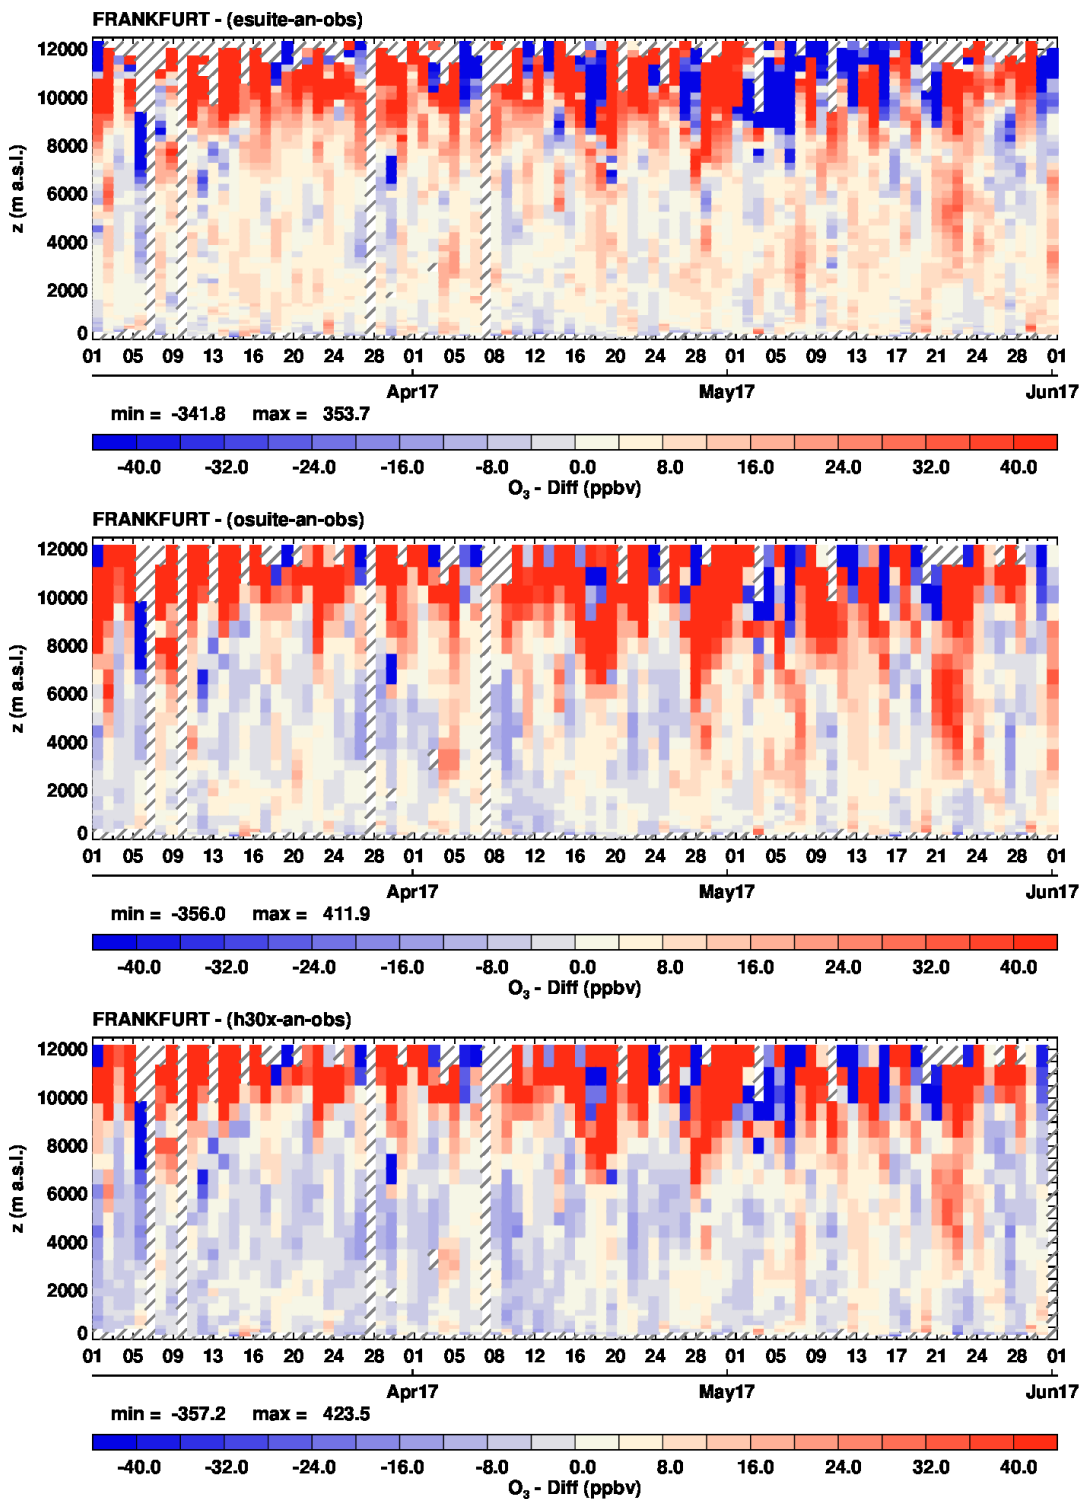 FRANKFURT - (esuite-an-obs)
12000
10000
8000
6000
4000
2000
0
z (m a.s.l.)
01 05 09 13 16 20 24 28 01 05 08 12 16 20 24 28 01 05 09 13 17 21 24 28 01
Apr17 May17 Jun17
min = -341.8 max = 353.7
-40.0 -32.0 -24.0 -16.0 -8.0 0.0 8.0 16.0 24.0 32.0 40.0
O3 - Diff (ppbv)
FRANKFURT - (osuite-an-obs)
12000
10000
8000
6000
4000
2000
0
z (m a.s.l.)
01 05 09 13 16 20 24 28 01 05 08 12 16 20 24 28 01 05 09 13 17 21 24 28 01
Apr17 May17 Jun17
min = -356.0 max = 411.9
-40.0 -32.0 -24.0 -16.0 -8.0 0.0 8.0 16.0 24.0 32.0 40.0
O3 - Diff (ppbv)
FRANKFURT - (h30x-an-obs)
12000
10000
8000
6000
4000
2000
0
z (m a.s.l.)
01 05 09 13 16 20 24 28 01 05 08 12 16 20 24 28 01 05 09 13 17 21 24 28 01
Apr17 May17 Jun17
min = -357.2 max = 423.5
-40.0 -32.0 -24.0 -16.0 -8.0 0.0 8.0 16.0 24.0 32.0 40.0
O3 - Diff (ppbv)